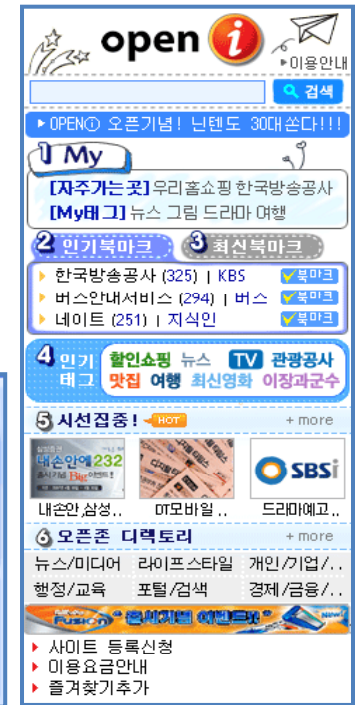 open i
▸이용안내
검색
▸OPENⓘ 오픈기념! 닌텐도 30대쏜다!!!
1 My
[자주가는곳]우리홈쇼핑 한국방송공사
[My태그]뉴스 그림 드라마 여행
2 인기북마크 3 최신북마크
한국방송공사 (325) | KBS 북마크
버스안내서비스 (294) | 버스 북마크
네이트 (251) | 지식인 북마크
4 인기태그 할인쇼핑 뉴스 TV 관광공사
맛집 여행 최신영화 이장과군수
5 시선집중! HOT + more
내손안에232
SBSi
내손안,삼성.. DT모바일.. 드라마예고..
6 오픈존 디렉토리 + more
뉴스/미디어 라이프스타일 개인/기업/..
행정/교육 포털/검색 경제/금융/..
FUSION 출시기념 이벤트 New
사이트 등록신청
이용요금안내
즐겨찾기추가